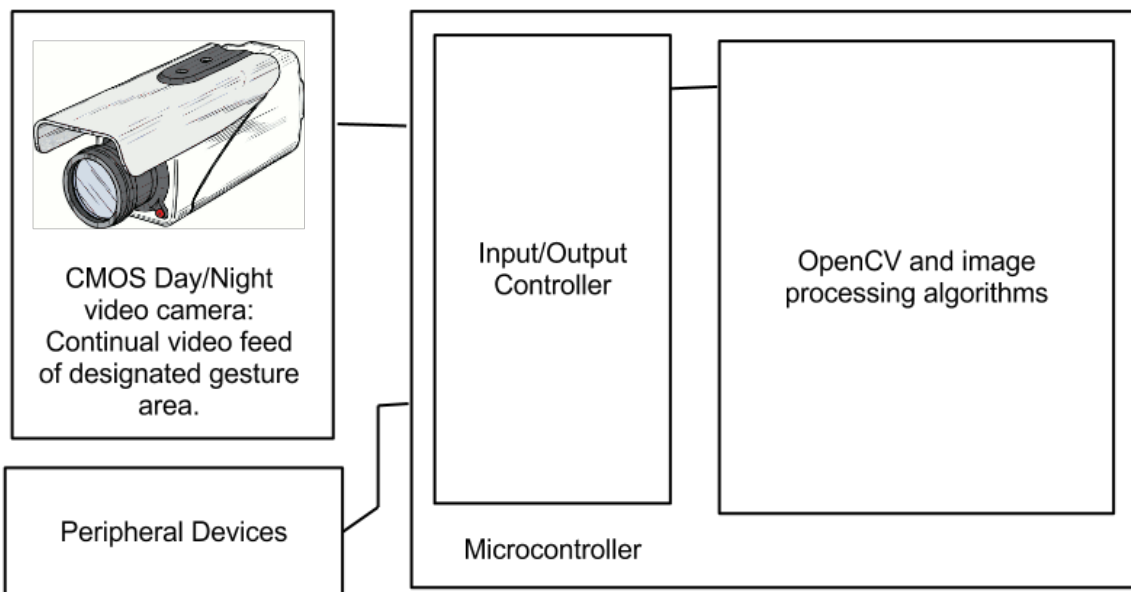 CMOS Day/Night
video camera:
Continual video feed
of designated gesture
area.
Peripheral Devices
Input/Output
Controller
OpenCV and image
processing algorithms
Microcontroller